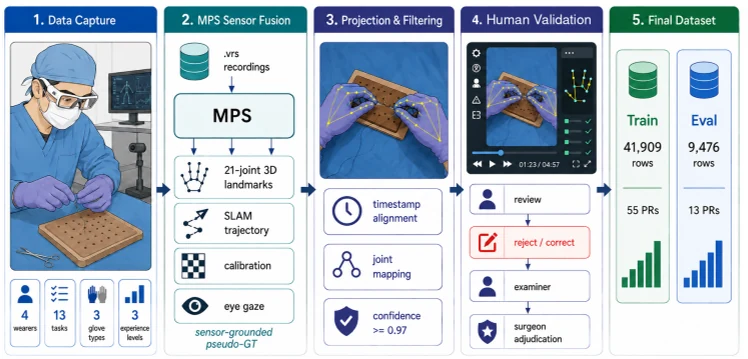 1. Data Capture
4
wearers
13
tasks
3
glove
types
3
experience
levels
2. MPS Sensor Fusion
.vrs
recordings
MPS
21-joint 3D
landmarks
SLAM
trajectory
calibration
eye gaze
sensor-grounded
pseudo-GT
3. Projection & Filtering
timestamp
alignment
joint
mapping
confidence
>= 0.97
4. Human Validation
01:23 / 04:57
review
reject / correct
examiner
surgeon
adjudication
5. Final Dataset
Train
41,909
rows
55 PRs
Eval
9,476
rows
13 PRs